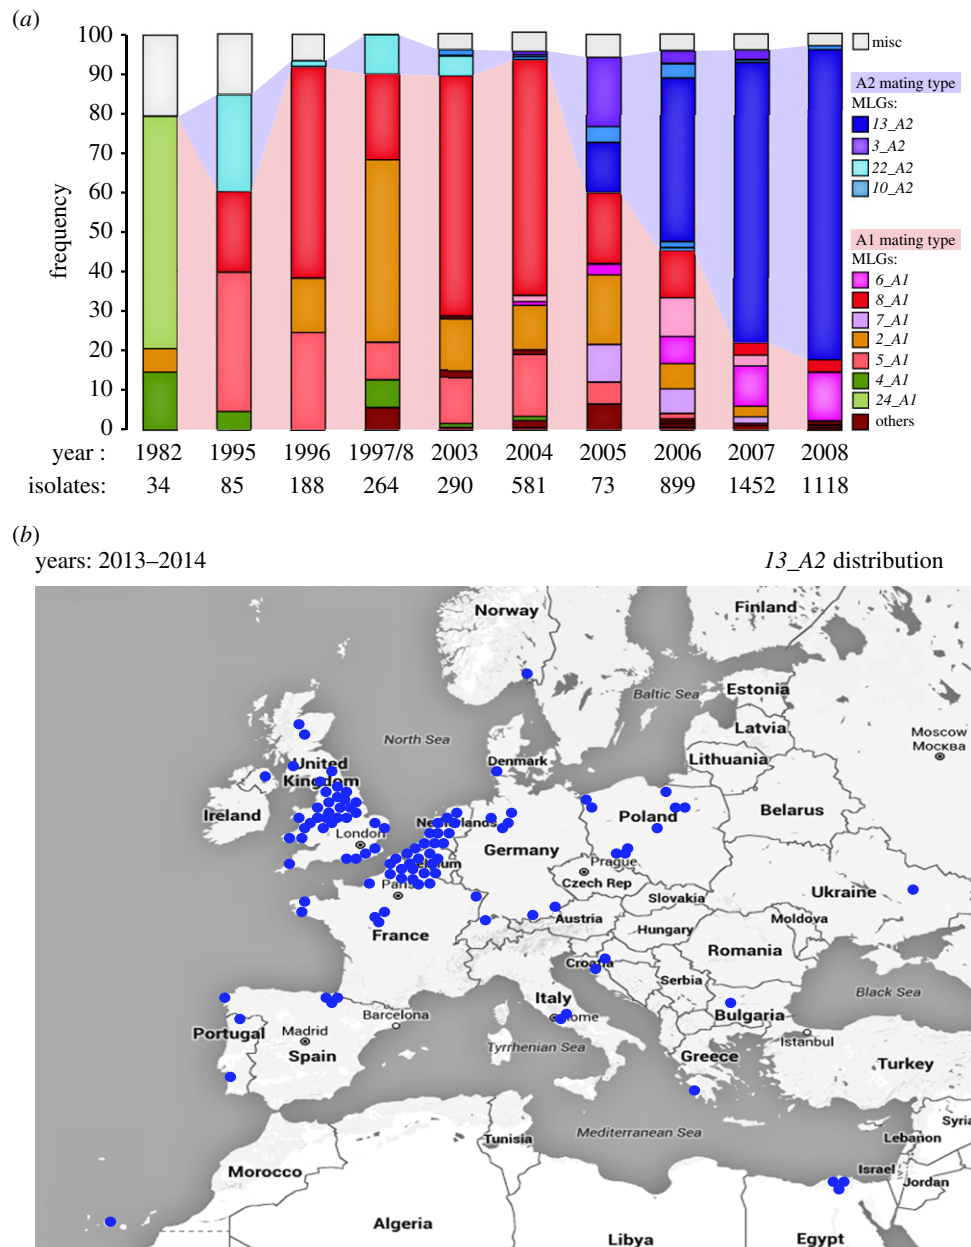 (a)
100
90
80
70
60
50
40
30
20
10
0
frequency
year : 1982 1995 1996 1997/8 2003 2004 2005 2006 2007 2008
isolates: 34 85 188 264 290 581 73 899 1452 1118
misc
A2 mating type
MLGs:
13_A2
3_A2
22_A2
10_A2
A1 mating type
MLGs:
6_A1
8_A1
7_A1
2_A1
5_A1
4_A1
24_A1
others
(b)
years: 2013–2014 13_A2 distribution
Norway
Finland
Baltic Sea
Estonia
Latvia
Moscow
Москва
North Sea
Denmark
Lithuania
United
Kingdom
Ireland
Belarus
London
Netherlands
Poland
Germany
Belgium
Prague
Paris
Czech Rep
Ukraine
Slovakia
Austria
Moldova
Hungary
France
Romania
Croatia
Serbia
Black Sea
Italy
Barcelona
Rome
Bulgaria
Portugal
Madrid
Istanbul
Spain
Tyrrhenian Sea
Greece
Turkey
Syria
Mediterranean Sea
Tunisia
Lebanon
Israel
Jordan
Morocco
Algeria
Libya
Egypt